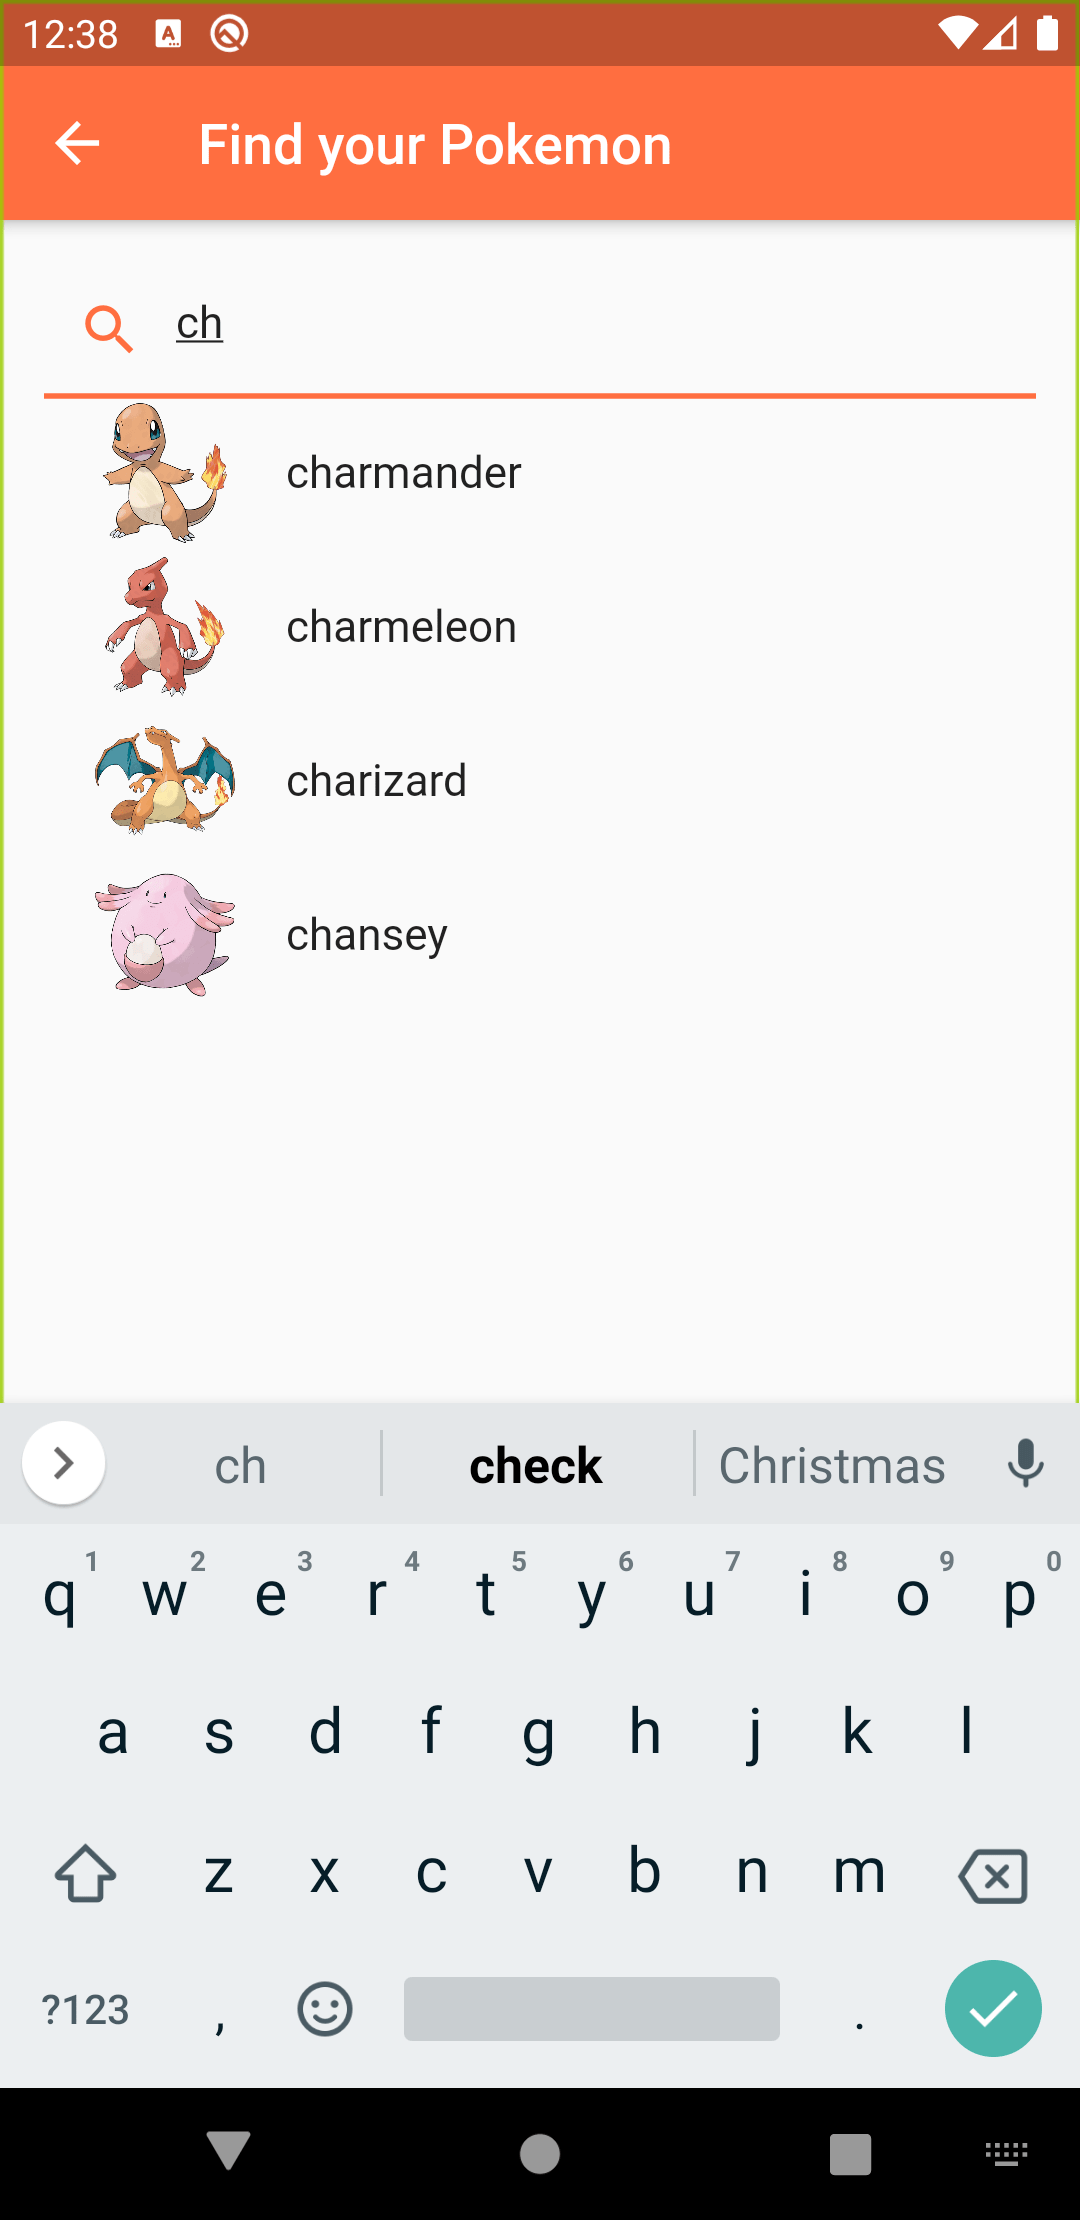 12:38
Find your Pokemon
ch
charmander
charmeleon
charizard
chansey
ch check Christmas
1 2 3 4 5 6 7 8 9 0
q w e r t y u i o p
a s d f g h j k l
z x c v b n m
?123 , .